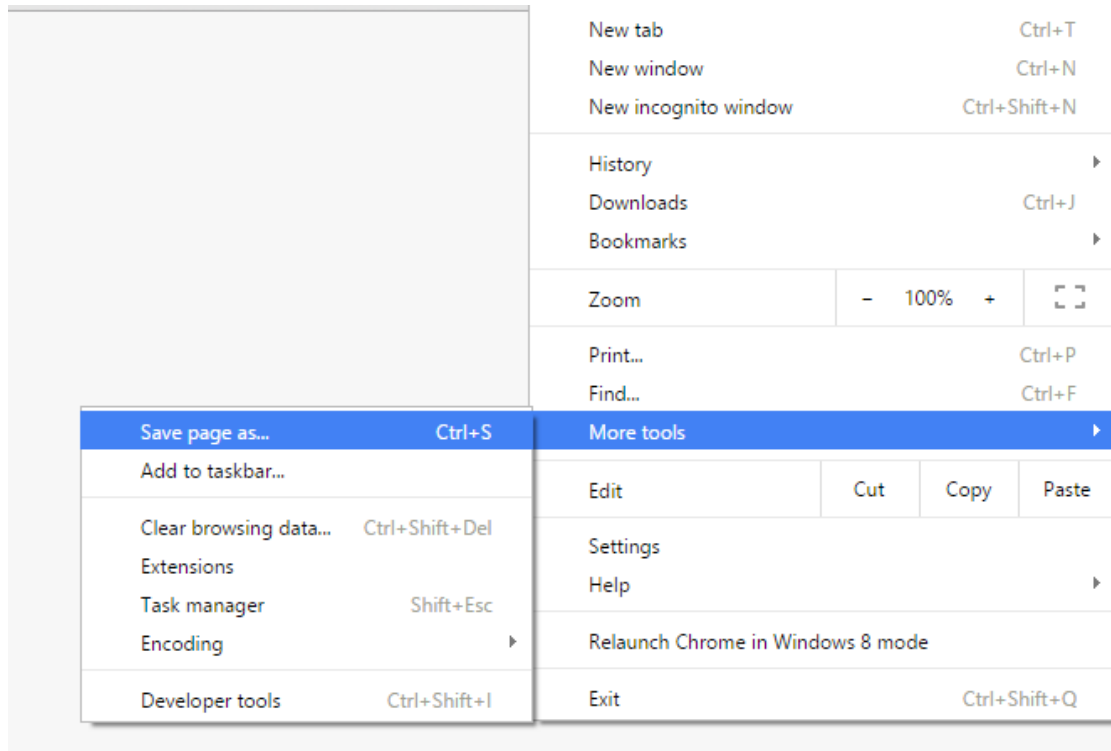 New tab Ctrl+T
New window Ctrl+N
New incognito window Ctrl+Shift+N
History
Downloads Ctrl+J
Bookmarks
Zoom - 100% +
Print... Ctrl+P
Find... Ctrl+F
More tools
Edit Cut Copy Paste
Settings
Help
Relaunch Chrome in Windows 8 mode
Exit Ctrl+Shift+Q
Save page as... Ctrl+S
Add to taskbar...
Clear browsing data... Ctrl+Shift+Del
Extensions
Task manager Shift+Esc
Encoding
Developer tools Ctrl+Shift+I